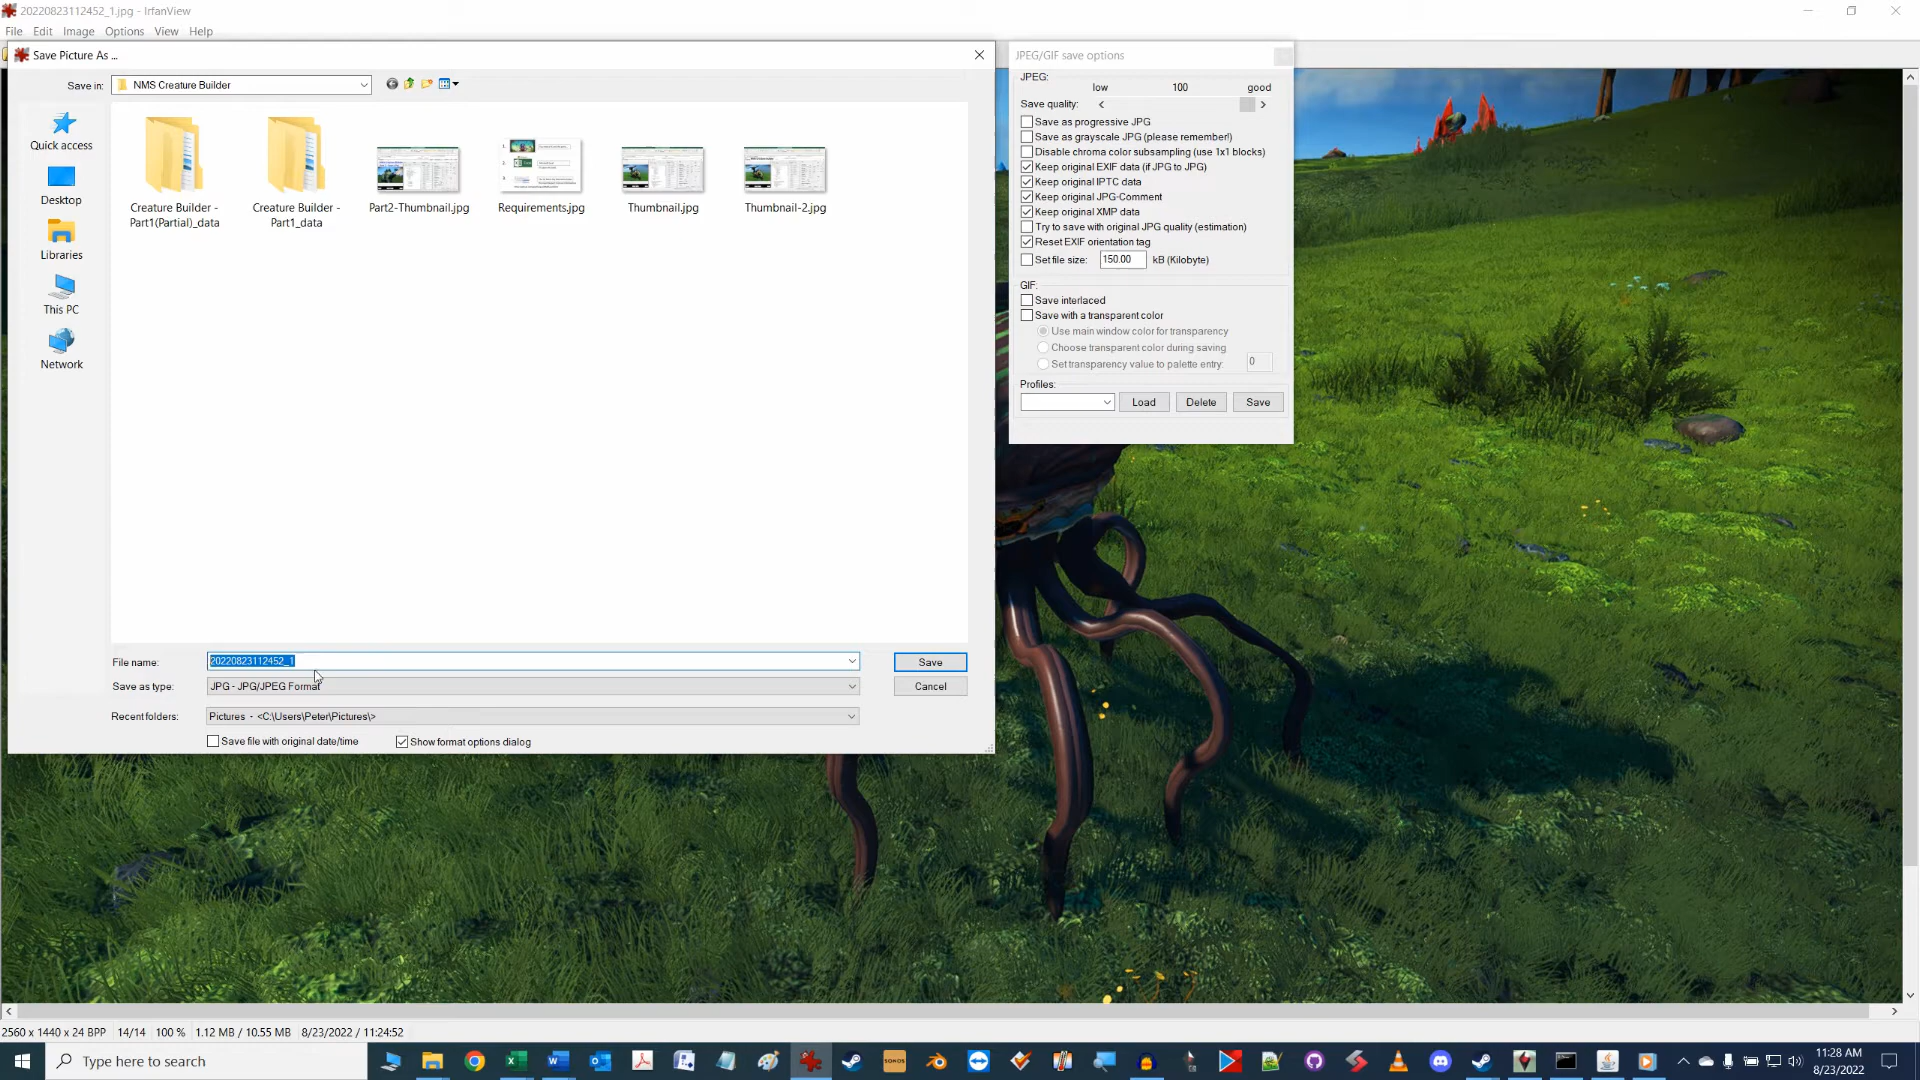 20220823112452_1.jpg - IrfanView
File Edit Image Options View Help
Save Picture As ...
Save in: NMS Creature Builder
Quick access
Desktop
Libraries
This PC
Network
Creature Builder -
Part1(Partial)_data
Creature Builder -
Part1_data
Part2-Thumbnail.jpg
Requirements.jpg
Thumbnail.jpg
Thumbnail-2.jpg
File name: 20220823112452_1
Save
Save as type: JPG - JPG/JPEG Format
Cancel
Recent folders: Pictures - <C:\Users\Peter\Pictures\>
Save file with original date/time
Show format options dialog
JPEG/GIF save options
JPEG:
low 100 good
Save quality:
Save as progressive JPG
Save as grayscale JPG (please remember!)
Disable chroma color subsampling (use 1x1 blocks)
Keep original EXIF data (if JPG to JPG)
Keep original IPTC data
Keep original JPG-Comment
Keep original XMP data
Try to save with original JPG quality (estimation)
Reset EXIF orientation tag
Set file size: 150.00 kB (Kilobyte)
GIF:
Save interlaced
Save with a transparent color
Use main window color for transparency
Choose transparent color during saving
Set transparency value to palette entry: 0
Profiles:
Load Delete Save
2560 x 1440 x 24 BPP 14/14 100 % 1.12 MB / 10.55 MB 8/23/2022 / 11:24:52
Type here to search
SONOS
11:28 AM
8/23/2022